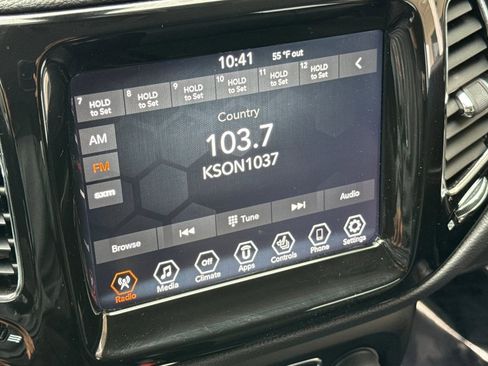 10:41 55°F out
7 HOLD to Set 8 HOLD to Set 9 HOLD to Set 10 HOLD to Set 11 HOLD to Set 12 HOLD to Set
Country
AM
103.7
FM
KSON1037
sxm
Browse Tune Audio
Radio Media Off Climate Apps Controls Phone Settings